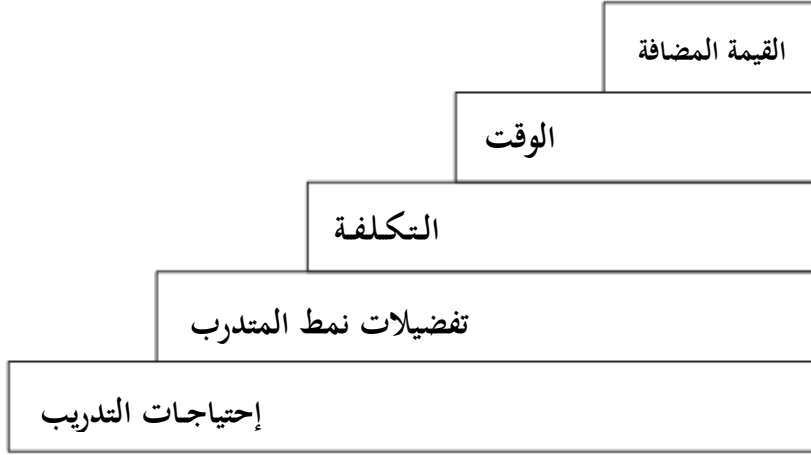 القيمة المضافة
الوقت
التكلفة
تفضيلات نمط المتدرب
إحتياجات التدريب